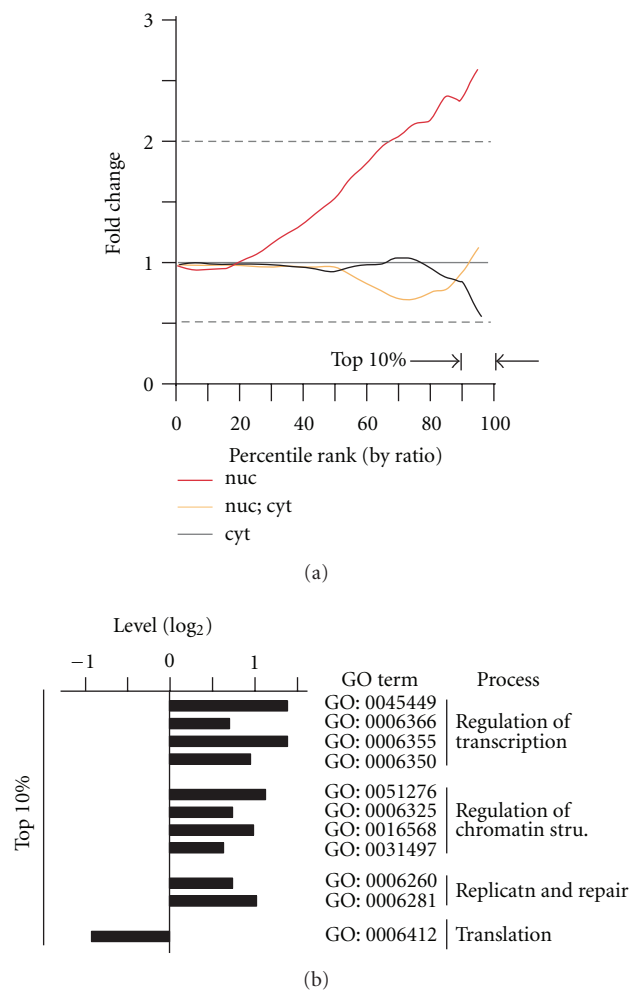 3
2
1
0
Fold change
Top 10%
0 20 40 60 80 100
Percentile rank (by ratio)
nuc
nuc; cyt
cyt
(a)
Level (log2)
−1 0 1
GO term Process
Top 10%
GO: 0045449
GO: 0006366
GO: 0006355
GO: 0006350
Regulation of
transcription
GO: 0051276
GO: 0006325
GO: 0016568
GO: 0031497
Regulation of
chromatin stru.
GO: 0006260
GO: 0006281
Replicatn and repair
GO: 0006412 Translation
(b)